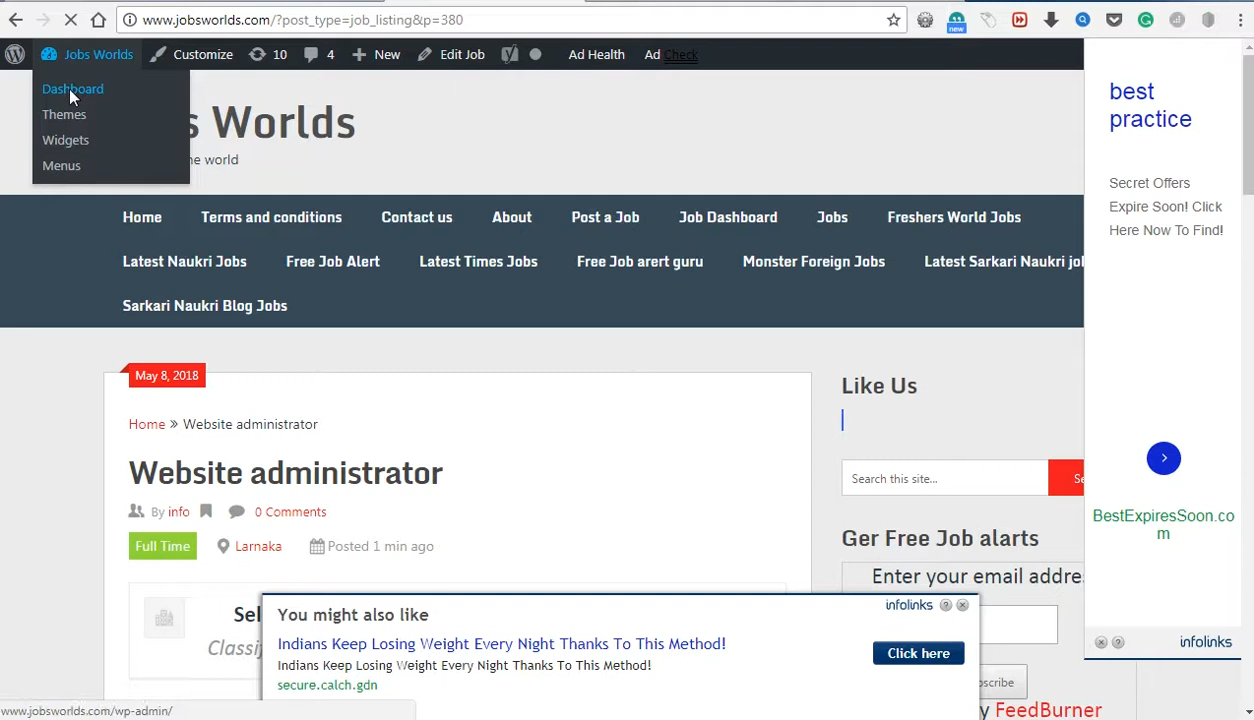 www.jobsworlds.com/?post_type=job_listing&p=380
new
Jobs Worlds
Customize
10
4
New
Edit Job
Ad Health
Ad Check
Dashboard
Themes
Widgets
Menus
s Worlds
he world
Home
Terms and conditions
Contact us
About
Post a Job
Job Dashboard
Jobs
Freshers World Jobs
Latest Naukri Jobs
Free Job Alert
Latest Times Jobs
Free Job arert guru
Monster Foreign Jobs
Latest Sarkari Naukri jo
Sarkari Naukri Blog Jobs
May 8, 2018
Home » Website administrator
Website administrator
By info
0 Comments
Full Time
Larnaka
Posted 1 min ago
Sel
Classif
Like Us
Search this site...
Se
Ger Free Job alarts
Enter your email addre
scribe
y FeedBurner
You might also like
infolinks
Indians Keep Losing Weight Every Night Thanks To This Method!
Indians Keep Losing Weight Every Night Thanks To This Method!
secure.calch.gdn
Click here
best
practice
Secret Offers
Expire Soon! Click
Here Now To Find!
BestExpiresSoon.co
m
infolinks
www.jobsworlds.com/wp-admin/